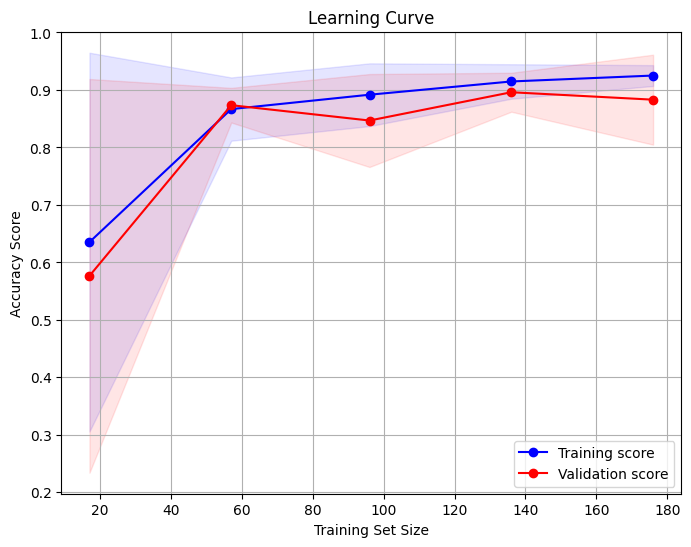 Learning Curve
1.0
0.9
0.8
0.7
0.6
0.5
0.4
0.3
0.2
Accuracy Score
Training score
Validation score
20 40 60 80 100 120 140 160 180
Training Set Size